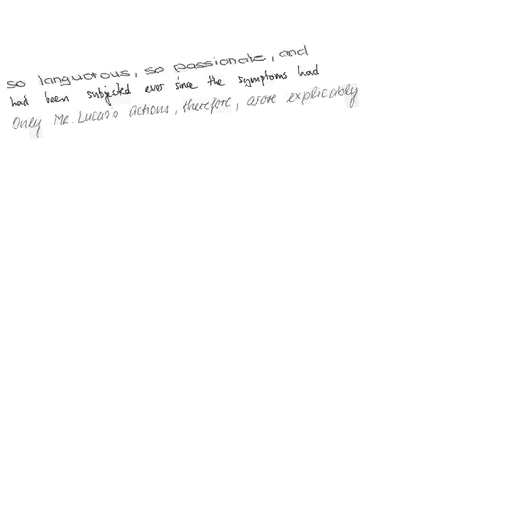 so languorous, so passionate, and
had been subjected ever since the symptoms had
Only Mr. Lucas's actions, therefore, arose explicably